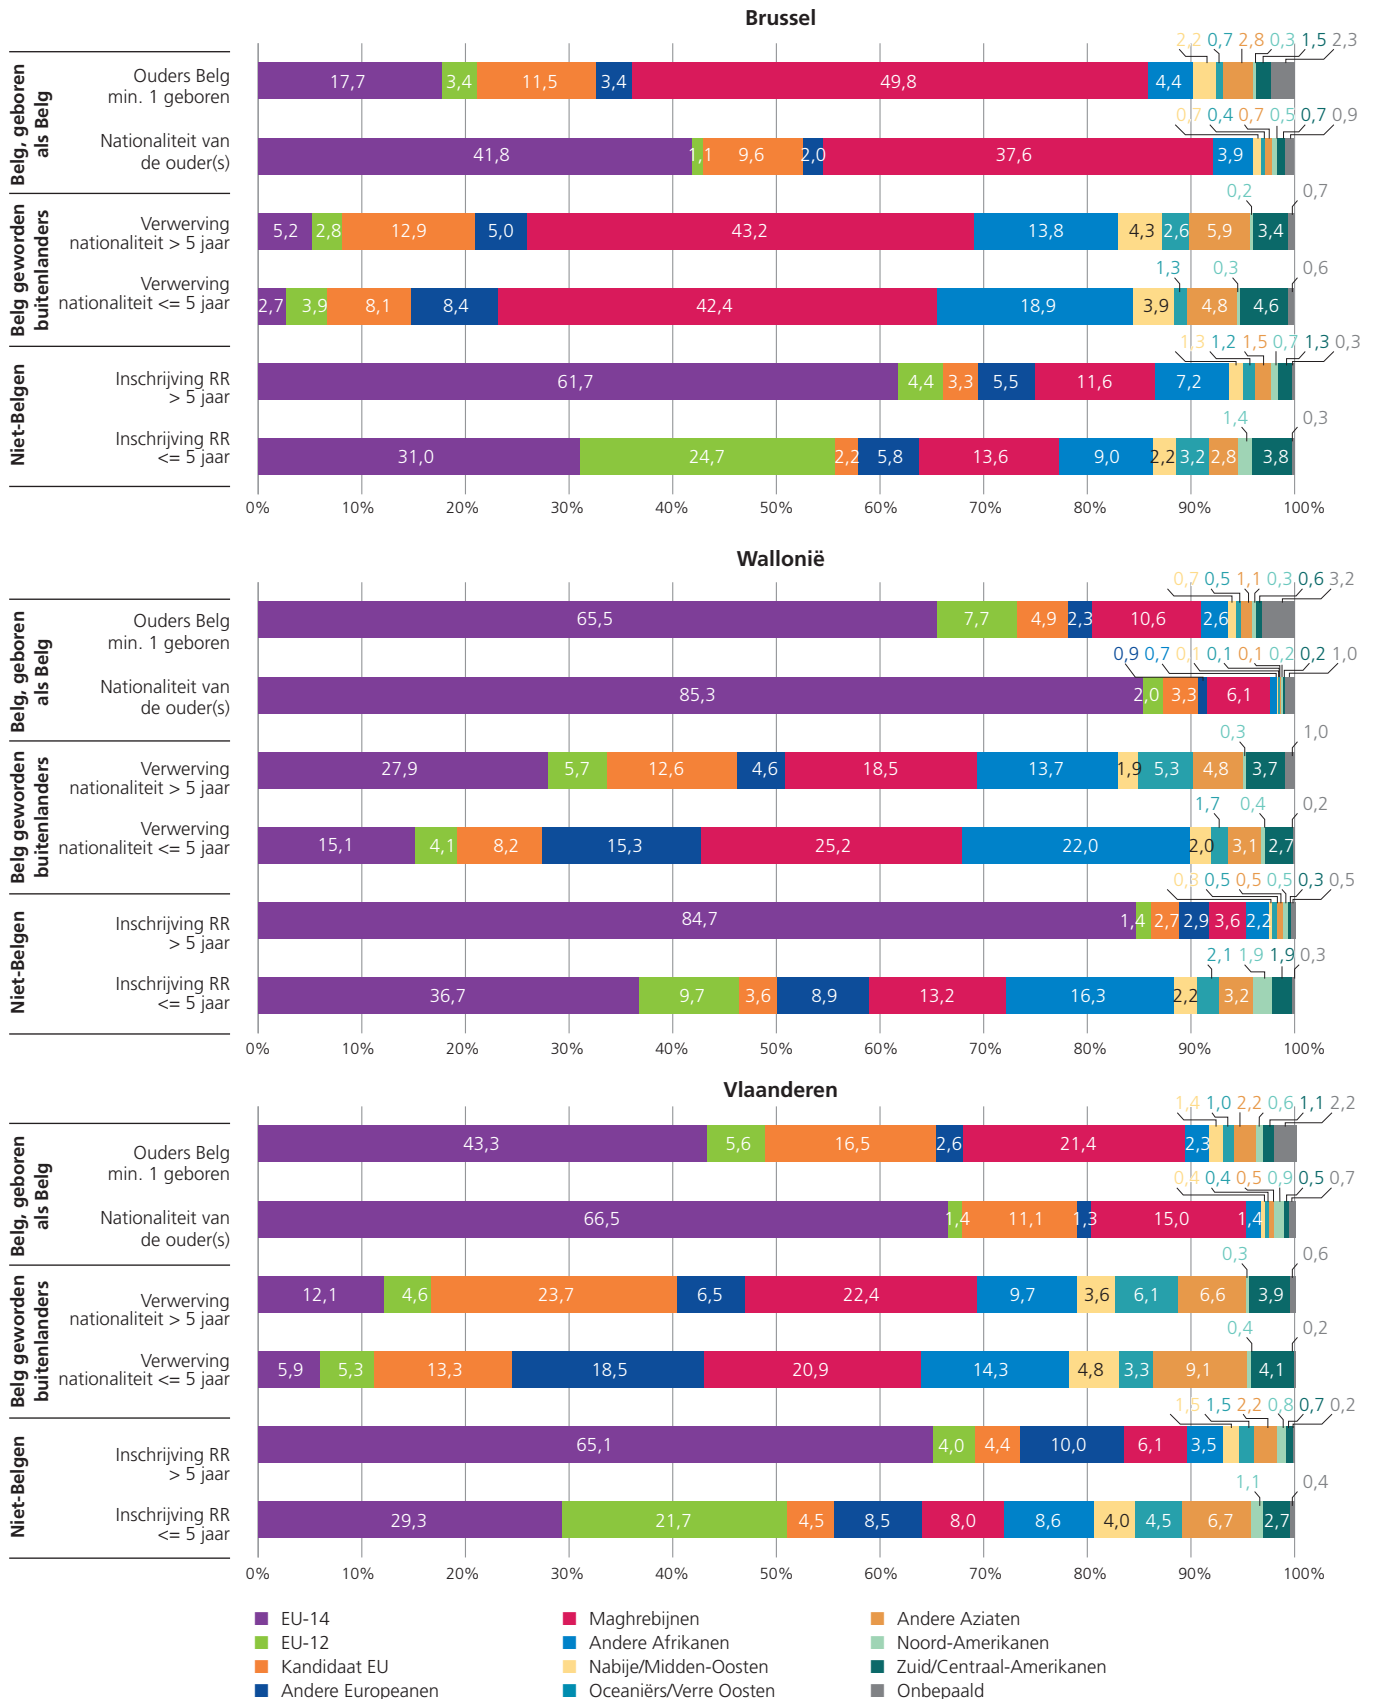 Brussel
2,2 0,7 2,8 0,3 1,5 2,3
Belg, geboren
als Belg
Ouders Belg
min. 1 geboren
17,7 3,4 11,5 3,4 49,8 4,4
0,7 0,4 0,7 0,5 0,7 0,9
Nationaliteit van
de ouder(s)
41,8 1,1 9,6 2,0 37,6 3,9
0,2 0,7
Belg geworden
buitenlanders
Verwerving
nationaliteit > 5 jaar
5,2 2,8 12,9 5,0 43,2 13,8 4,3 2,6 5,9 3,4
1,3 0,3 0,6
Verwerving
nationaliteit <= 5 jaar
2,7 3,9 8,1 8,4 42,4 18,9 3,9 4,8 4,6
1,3 1,2 1,5 0,7 1,3 0,3
Niet-Belgen
Inschrijving RR
> 5 jaar
61,7 4,4 3,3 5,5 11,6 7,2
1,4 0,3
Inschrijving RR
<= 5 jaar
31,0 24,7 2,2 5,8 13,6 9,0 2,2 3,2 2,8 3,8
0% 10% 20% 30% 40% 50% 60% 70% 80% 90% 100%
Wallonië
0,7 0,5 1,1 0,3 0,6 3,2
Belg, geboren
als Belg
Ouders Belg
min. 1 geboren
65,5 7,7 4,9 2,3 10,6 2,6
0,9 0,7 0,1 0,1 0,1 0,2 0,2 1,0
Nationaliteit van
de ouder(s)
85,3 2,0 3,3 6,1
0,3 1,0
Belg geworden
buitenlanders
Verwerving
nationaliteit > 5 jaar
27,9 5,7 12,6 4,6 18,5 13,7 1,9 5,3 4,8 3,7
1,7 0,4 0,2
Verwerving
nationaliteit <= 5 jaar
15,1 4,1 8,2 15,3 25,2 22,0 2,0 3,1 2,7
0,3 0,5 0,5 0,5 0,3 0,5
Niet-Belgen
Inschrijving RR
> 5 jaar
84,7 1,4 2,7 2,9 3,6 2,2
2,1 1,9 1,9 0,3
Inschrijving RR
<= 5 jaar
36,7 9,7 3,6 8,9 13,2 16,3 2,2 3,2
0% 10% 20% 30% 40% 50% 60% 70% 80% 90% 100%
Vlaanderen
1,4 1,0 2,2 0,6 1,1 2,2
Belg, geboren
als Belg
Ouders Belg
min. 1 geboren
43,3 5,6 16,5 2,6 21,4 2,3
0,4 0,4 0,5 0,9 0,5 0,7
Nationaliteit van
de ouder(s)
66,5 1,4 11,1 1,3 15,0 1,4
0,3 0,6
Belg geworden
buitenlanders
Verwerving
nationaliteit > 5 jaar
12,1 4,6 23,7 6,5 22,4 9,7 3,6 6,1 6,6 3,9
0,4 0,2
Verwerving
nationaliteit <= 5 jaar
5,9 5,3 13,3 18,5 20,9 14,3 4,8 3,3 9,1 4,1
1,5 1,5 2,2 0,8 0,7 0,2
Niet-Belgen
Inschrijving RR
> 5 jaar
65,1 4,0 4,4 10,0 6,1 3,5
1,1 0,4
Inschrijving RR
<= 5 jaar
29,3 21,7 4,5 8,5 8,0 8,6 4,0 4,5 6,7 2,7
0% 10% 20% 30% 40% 50% 60% 70% 80% 90% 100%
EU-14
EU-12
Kandidaat EU
Andere Europeanen
Maghrebijnen
Andere Afrikanen
Nabije/Midden-Oosten
Oceaniërs/Verre Oosten
Andere Aziaten
Noord-Amerikanen
Zuid/Centraal-Amerikanen
Onbepaald